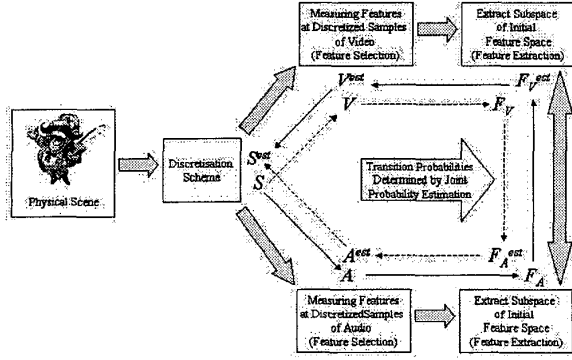 Measuring Features
at Discretized Samples
of Video
(Feature Selection)
Extract Subspace
of Initial
Feature Space
(Feature Extraction)
V^est
F_V^est
V
F_V
Physical Scene
Discretisation
Scheme
S^est
S
Transition Probabilities
Determined by Joint
Probability Estimation
A^est
F_A^est
A
F_A
Measuring Features
at DiscretizedSamples
of Audio
(Feature Selection)
Extract Subspace
of Initial
Feature Space
(Feature Extraction)